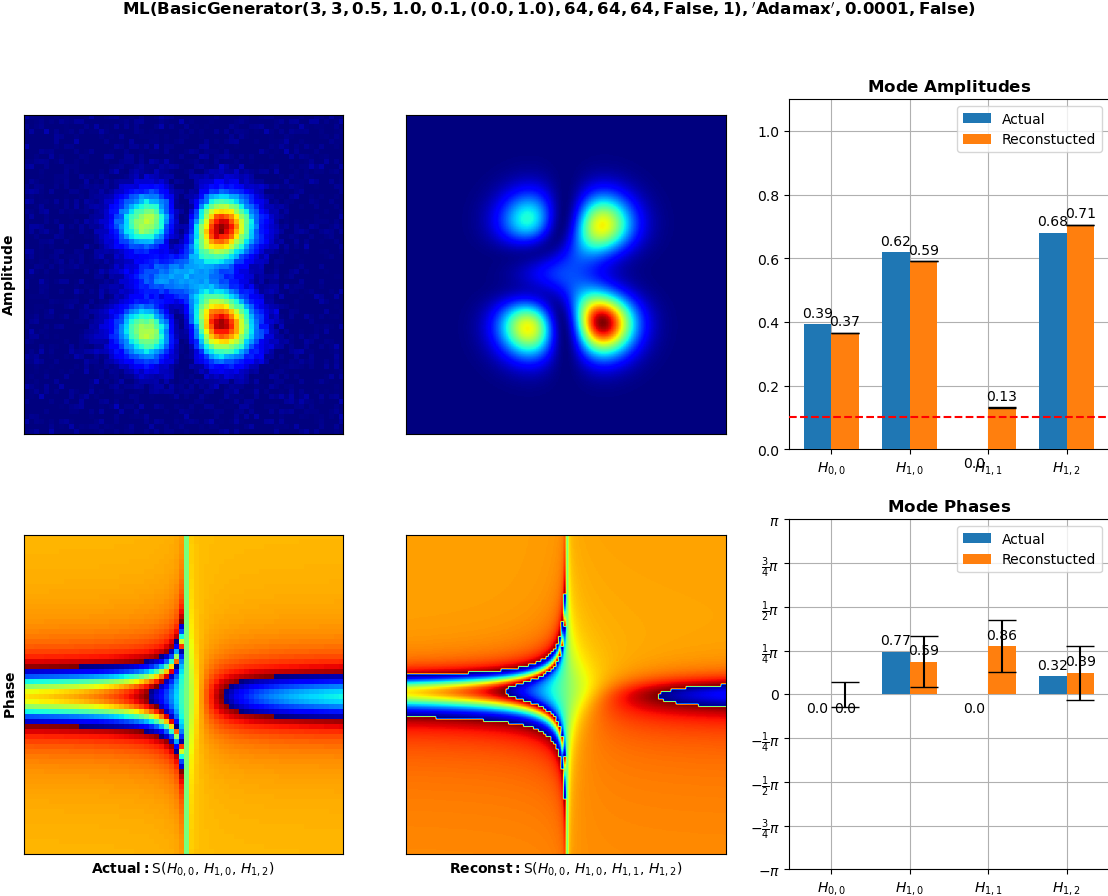 ML(BasicGenerator(3, 3, 0.5, 1.0, 0.1, (0.0, 1.0), 64, 64, 64, False, 1), ′Adamax′, 0.0001, False)
Amplitude
Mode Amplitudes
Actual
Reconstucted
1.0
0.8
0.6
0.4
0.2
0.0
0.39
0.37
0.62
0.59
0.0
0.13
0.68
0.71
H0,0
H1,0
H1,1
H1,2
Phase
Actual: S(H0,0, H1,0, H1,2)
Reconst: S(H0,0, H1,0, H1,1, H1,2)
Mode Phases
Actual
Reconstucted
π
3/4π
1/2π
1/4π
0
−1/4π
−1/2π
−3/4π
−π
0.0
0.0
0.77
0.59
0.0
0.86
0.32
0.39
H0,0
H1,0
H1,1
H1,2